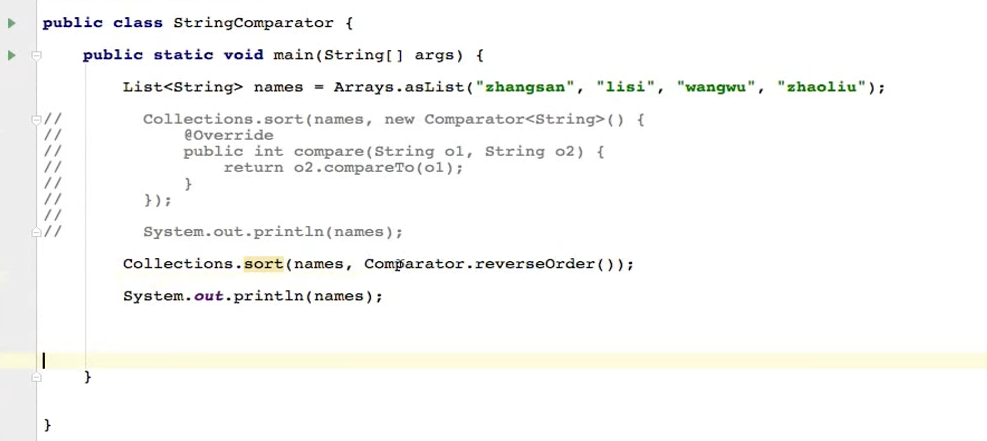 public class StringComparator {
public static void main(String[] args) {
List<String> names = Arrays.asList("zhangsan", "lisi", "wangwu", "zhaoliu");
// Collections.sort(names, new Comparator<String>() {
// @Override
// public int compare(String o1, String o2) {
// return o2.compareTo(o1);
// }
// });
//
// System.out.println(names);
Collections.sort(names, Comparator.reverseOrder());
System.out.println(names);
}
}